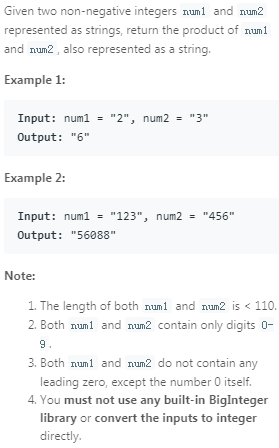 Given two non-negative integers num1 and num2
represented as strings, return the product of num1
and num2 , also represented as a string.
Example 1:
Input: num1 = "2", num2 = "3"
Output: "6"
Example 2:
Input: num1 = "123", num2 = "456"
Output: "56088"
Note:
1. The length of both num1 and num2 is < 110.
2. Both num1 and num2 contain only digits 0-
9 .
3. Both num1 and num2 do not contain any
leading zero, except the number 0 itself.
4. You must not use any built-in BigInteger
library or convert the inputs to integer
directly.